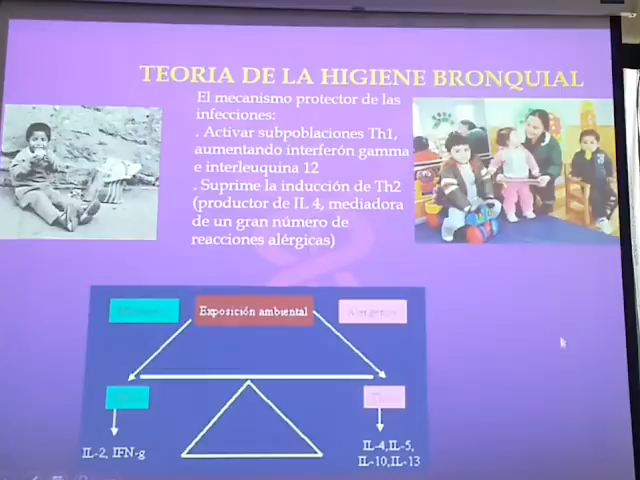 TEORIA DE LA HIGIENE BRONQUIAL
El mecanismo protector de las
infecciones:
. Activar subpoblaciones Th1,
aumentando interferón gamma
e interleuquina 12
. Suprime la inducción de Th2
(productor de IL 4, mediadora
de un gran número de
reacciones alérgicas)
Exposición ambiental
Alergenos
IL-2, IFN-g
IL-4,IL-5,
IL-10,IL-13